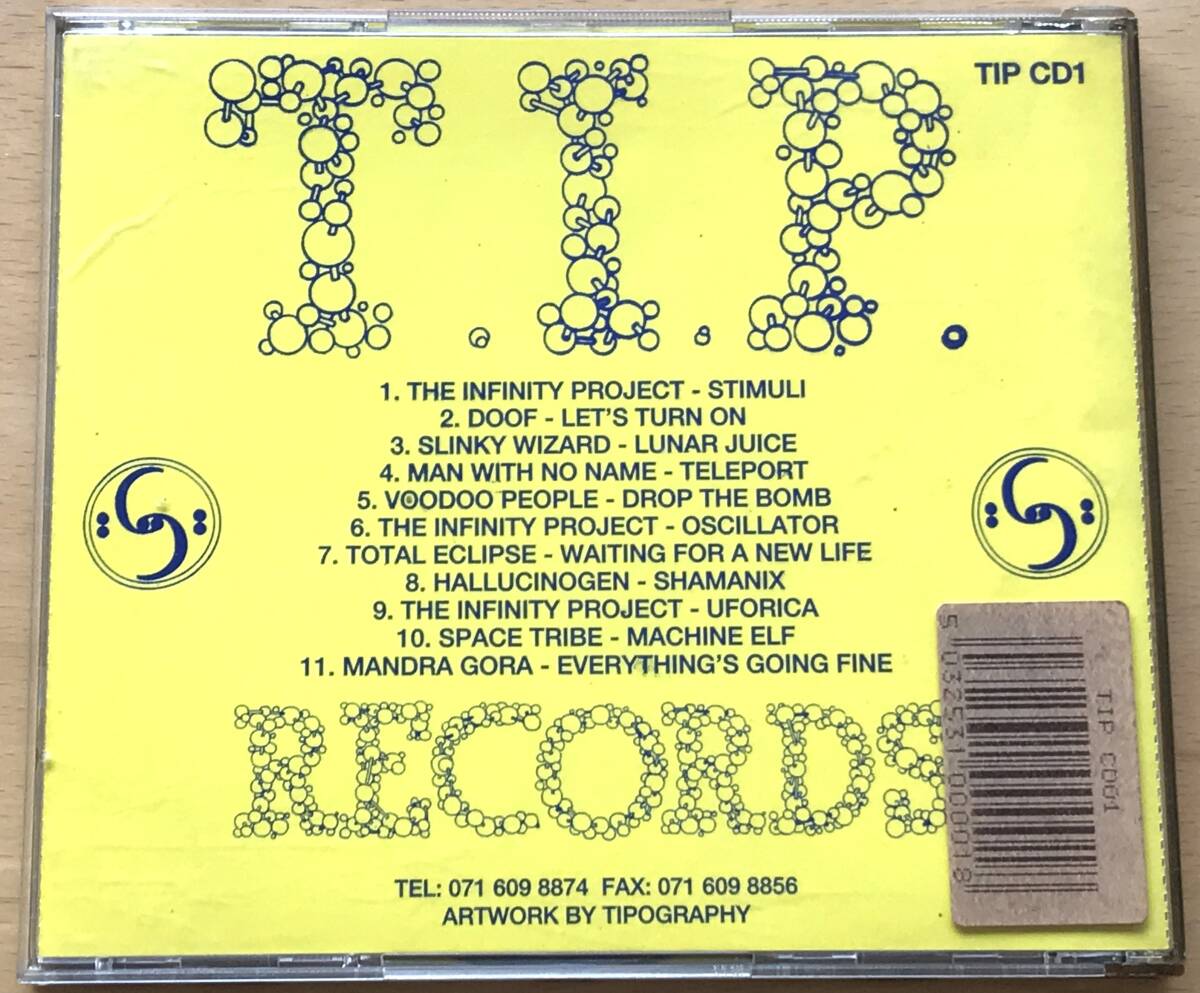 T.I.P.
TIP CD1
1. THE INFINITY PROJECT - STIMULI
2. DOOF - LET'S TURN ON
3. SLINKY WIZARD - LUNAR JUICE
4. MAN WITH NO NAME - TELEPORT
5. VOODOO PEOPLE - DROP THE BOMB
6. THE INFINITY PROJECT - OSCILLATOR
7. TOTAL ECLIPSE - WAITING FOR A NEW LIFE
8. HALLUCINOGEN - SHAMANIX
9. THE INFINITY PROJECT - UFORICA
10. SPACE TRIBE - MACHINE ELF
11. MANDRA GORA - EVERYTHING'S GOING FINE
RECORDS
TIP CD01
5 032531 000018
TEL: 071 609 8874 FAX: 071 609 8856
ARTWORK BY TIPOGRAPHY